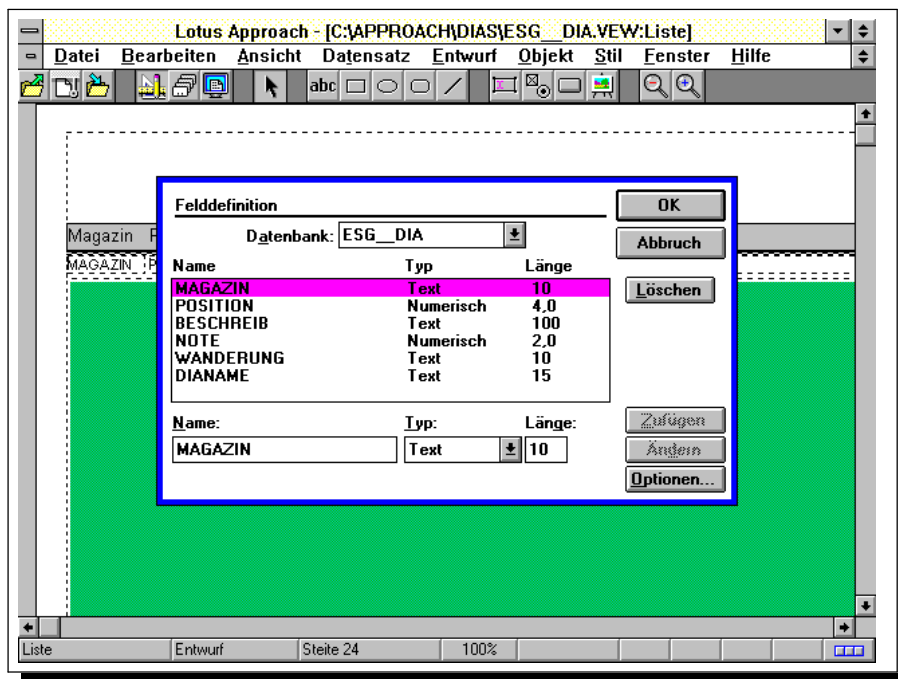 Lotus Approach - [C:\APPROACH\DIAS\ESG__DIA.VEW:Liste]
Datei Bearbeiten Ansicht Datensatz Entwurf Objekt Stil Fenster Hilfe
abc
Felddefinition
OK
Datenbank: ESG__DIA
Abbruch
Magazin
MAGAZIN
Name Typ Länge
Löschen
MAGAZIN Text 10
POSITION Numerisch 4,0
BESCHREIB Text 100
NOTE Numerisch 2,0
WANDERUNG Text 10
DIANAME Text 15
Name: Typ: Länge:
Zufügen
MAGAZIN Text 10
Ändern
Optionen...
Liste Entwurf Steite 24 100%